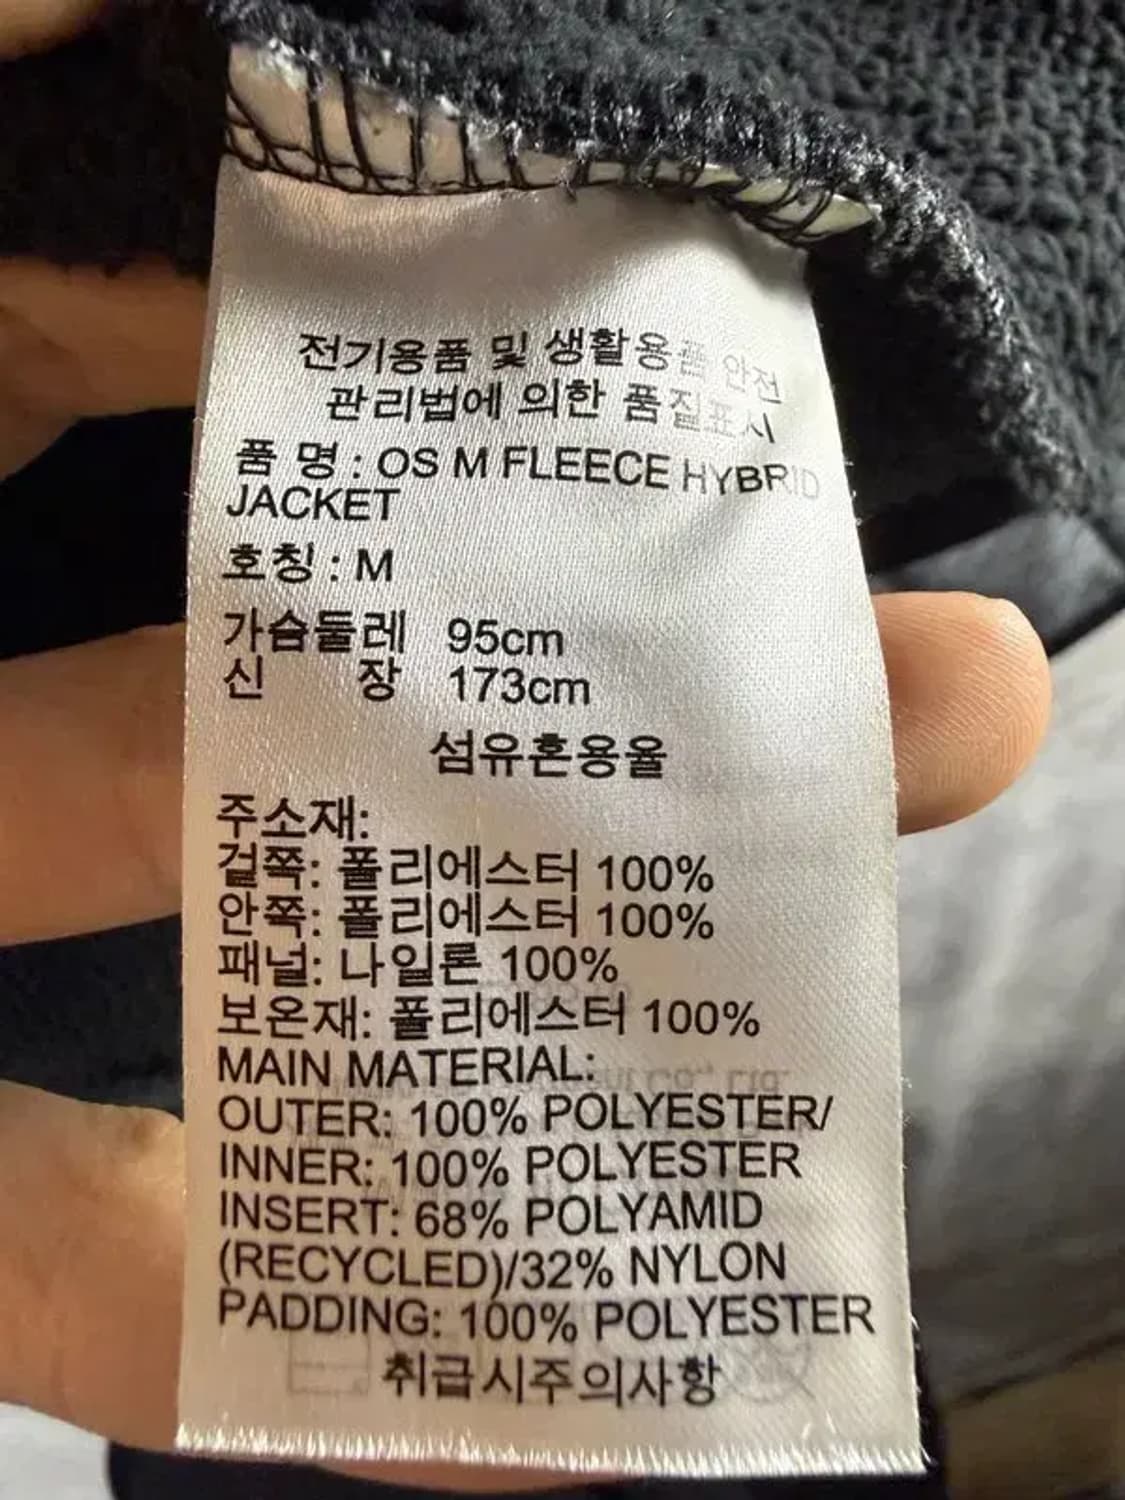 전기용품 및 생활용품 안전
관리법에 의한 품질표시
품 명 : OS M FLEECE HYBRID
JACKET
호칭 : M
가슴둘레 95cm
신 장 173cm
섬유혼용율
주소재:
겉쪽: 폴리에스터 100%
안쪽: 폴리에스터 100%
패널: 나일론 100%
보온재: 폴리에스터 100%
MAIN MATERIAL:
OUTER: 100% POLYESTER/
INNER: 100% POLYESTER
INSERT: 68% POLYAMID
(RECYCLED)/32% NYLON
PADDING: 100% POLYESTER
취급시주의사항